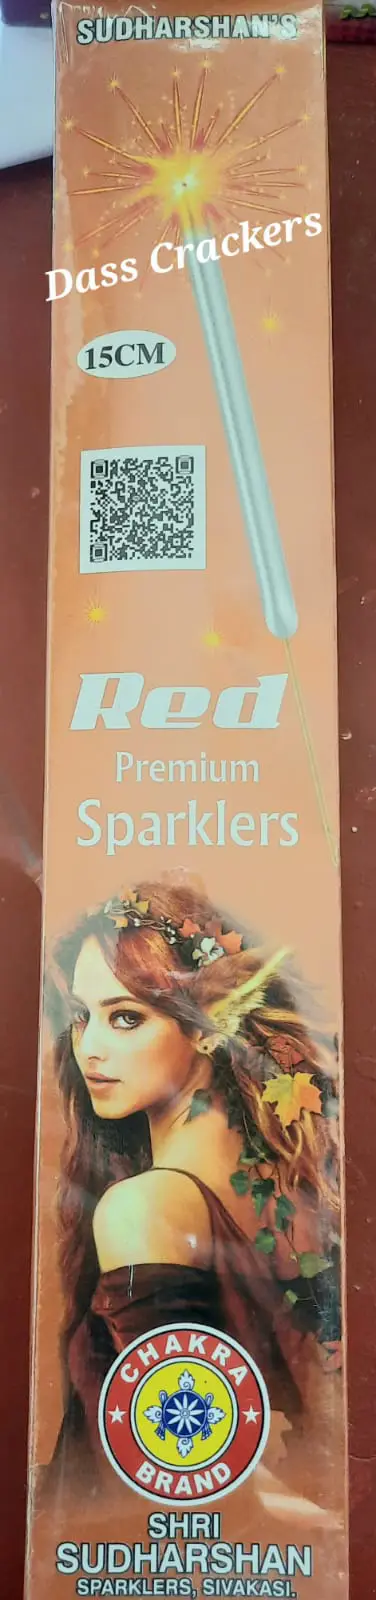 SUDHARSHAN'S
Dass Crackers
15CM
Red
Premium
Sparklers
CHAKRA
BRAND
SHRI
SUDHARSHAN
SPARKLERS, SIVAKASI.